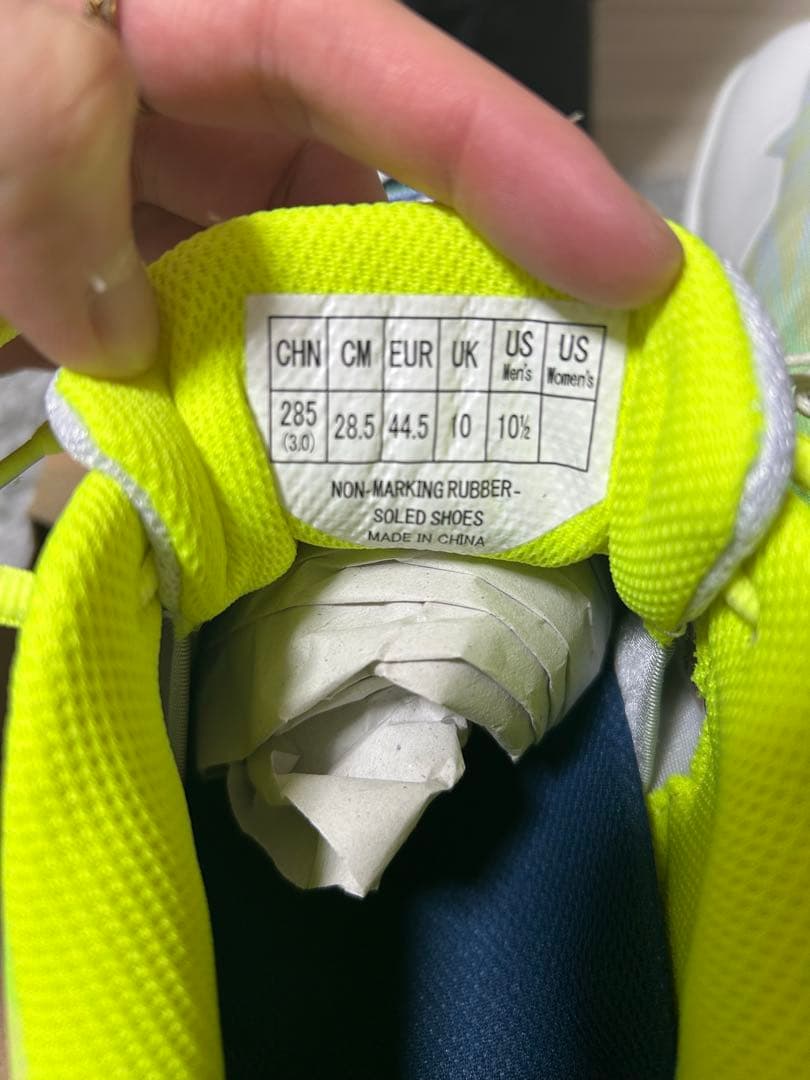 CHN CM EUR UK US Men's US Women's
285 (3.0) 28.5 44.5 10 10½
NON-MARKING RUBBER-
SOLED SHOES
MADE IN CHINA